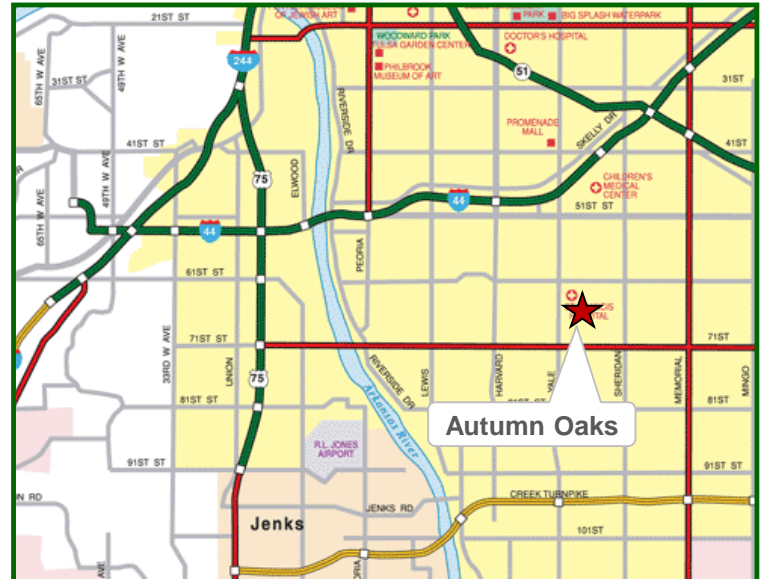 21ST ST
OF JEWISH ART
PARK
BIG SPLASH WATERPARK
WOODWARD PARK
TULSA GARDEN CENTER
DOCTOR'S HOSPITAL
PHILBROOK
MUSEUM OF ART
65TH W AVE
49TH W AVE
244
51
31ST ST
31ST
RIVERSIDE DR
PROMENADE
MALL
SKELLY DR
41ST ST
41ST
75
ELWOOD
CHILDREN'S
MEDICAL
CENTER
49TH W AVE
65TH W AVE
44
44
51ST ST
PEORIA
61ST ST
HOSPITAL
33RD W AVE
71ST ST
71ST
UNION
75
RIVERSIDE DR
LEWIS
HARVARD
YALE
SHERIDAN
MEMORIAL
MINGO
81ST ST
81ST
Arkansas River
Autumn Oaks
R.L. JONES
AIRPORT
91ST ST
91ST ST
CREEK TURNPIKE
JENKS RD
Jenks
101ST
AVE